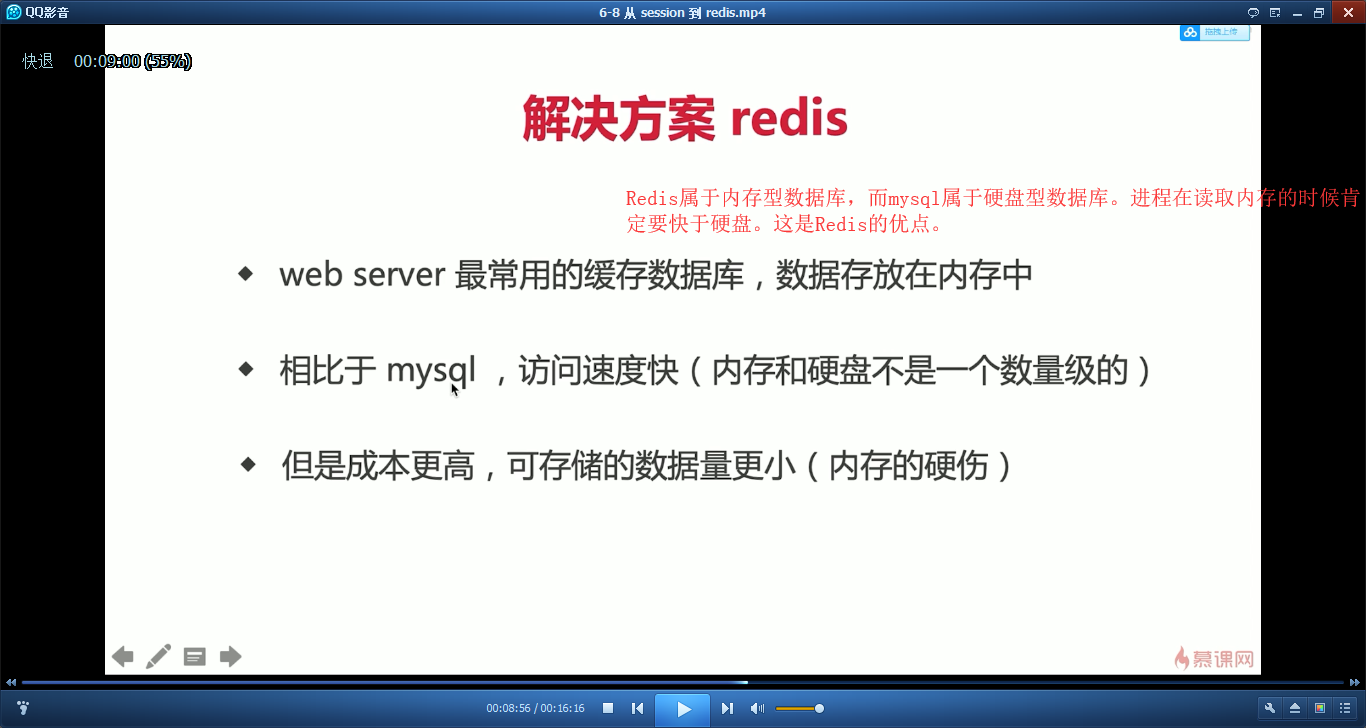 QQ影音
6-8 从 session 到 redis.mp4
拖拽上传
快退 00:09:00 (55%)
解决方案 redis
Redis属于内存型数据库，而mysql属于硬盘型数据库。进程在读取内存的时候肯
定要快于硬盘。这是Redis的优点。
◆ web server 最常用的缓存数据库，数据存放在内存中
◆ 相比于 mysql ，访问速度快（内存和硬盘不是一个数量级的）
◆ 但是成本更高，可存储的数据量更小（内存的硬伤）
慕课网
00:08:56 / 00:16:16